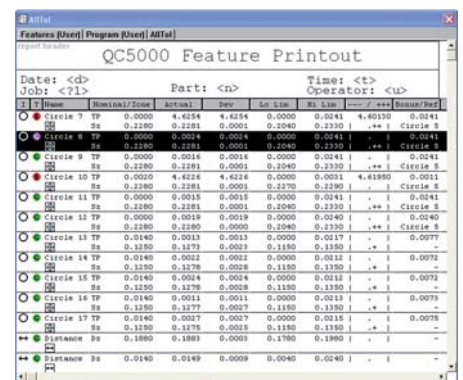 AllTol
Features [User] Program [User] AllTol
report header
QC5000 Feature Printout
Date: <d> Time: <t>
Job: <?1> Part: <n> Operator: <u>
I T Name Nominal/Zone Actual Dev Lo Lim Hi Lim --- / +++ Bonus/Ref
Circle 7 TP 0.0000 4.6254 4.6254 0.0000 0.0241 4.60130 0.0241
Sz 0.2280 0.2281 0.0001 0.2040 0.2330 | .++ | Circle 5
Circle 8 TP 0.0000 0.0024 0.0024 0.0000 0.0241 | . | 0.0241
Sz 0.2280 0.2281 0.0001 0.2040 0.2330 | .++ | Circle 5
Circle 9 TP 0.0000 0.0016 0.0016 0.0000 0.0241 | . | 0.0241
Sz 0.2280 0.2281 0.0001 0.2040 0.2330 | .++ | Circle 5
Circle 10 TP 0.0020 4.6226 4.6226 0.0000 0.0031 4.61950 0.0011
Sz 0.2280 0.2281 0.0001 0.2270 0.2290 | . | Circle 5
Circle 11 TP 0.0000 0.0015 0.0015 0.0000 0.0241 | . | 0.0241
Sz 0.2280 0.2281 0.0001 0.2040 0.2330 | .++ | Circle 5
Circle 12 TP 0.0000 0.0019 0.0019 0.0000 0.0240 | . | 0.0240
Sz 0.2280 0.2280 0.0000 0.2040 0.2330 | .++ | Circle 5
Circle 13 TP 0.0140 0.0013 0.0013 0.0000 0.0217 | . | 0.0077
Sz 0.1250 0.1273 0.0023 0.1150 0.1350 | .+ | -
Circle 14 TP 0.0140 0.0022 0.0022 0.0000 0.0212 | . | 0.0072
Sz 0.1250 0.1278 0.0028 0.1150 0.1350 | .+ | -
Circle 15 TP 0.0140 0.0024 0.0024 0.0000 0.0212 | . | 0.0072
Sz 0.1250 0.1278 0.0028 0.1150 0.1350 | .+ | -
Circle 16 TP 0.0140 0.0011 0.0011 0.0000 0.0213 | . | 0.0073
Sz 0.1250 0.1277 0.0027 0.1150 0.1350 | .+ | -
Circle 17 TP 0.0140 0.0027 0.0027 0.0000 0.0215 | . | 0.0075
Sz 0.1250 0.1275 0.0025 0.1150 0.1350 | .+ | -
Distance Dz 0.1880 0.1883 0.0003 0.1780 0.1980 | . | -
Distance Dz 0.0140 0.0149 0.0009 0.0040 0.0240 | . | -